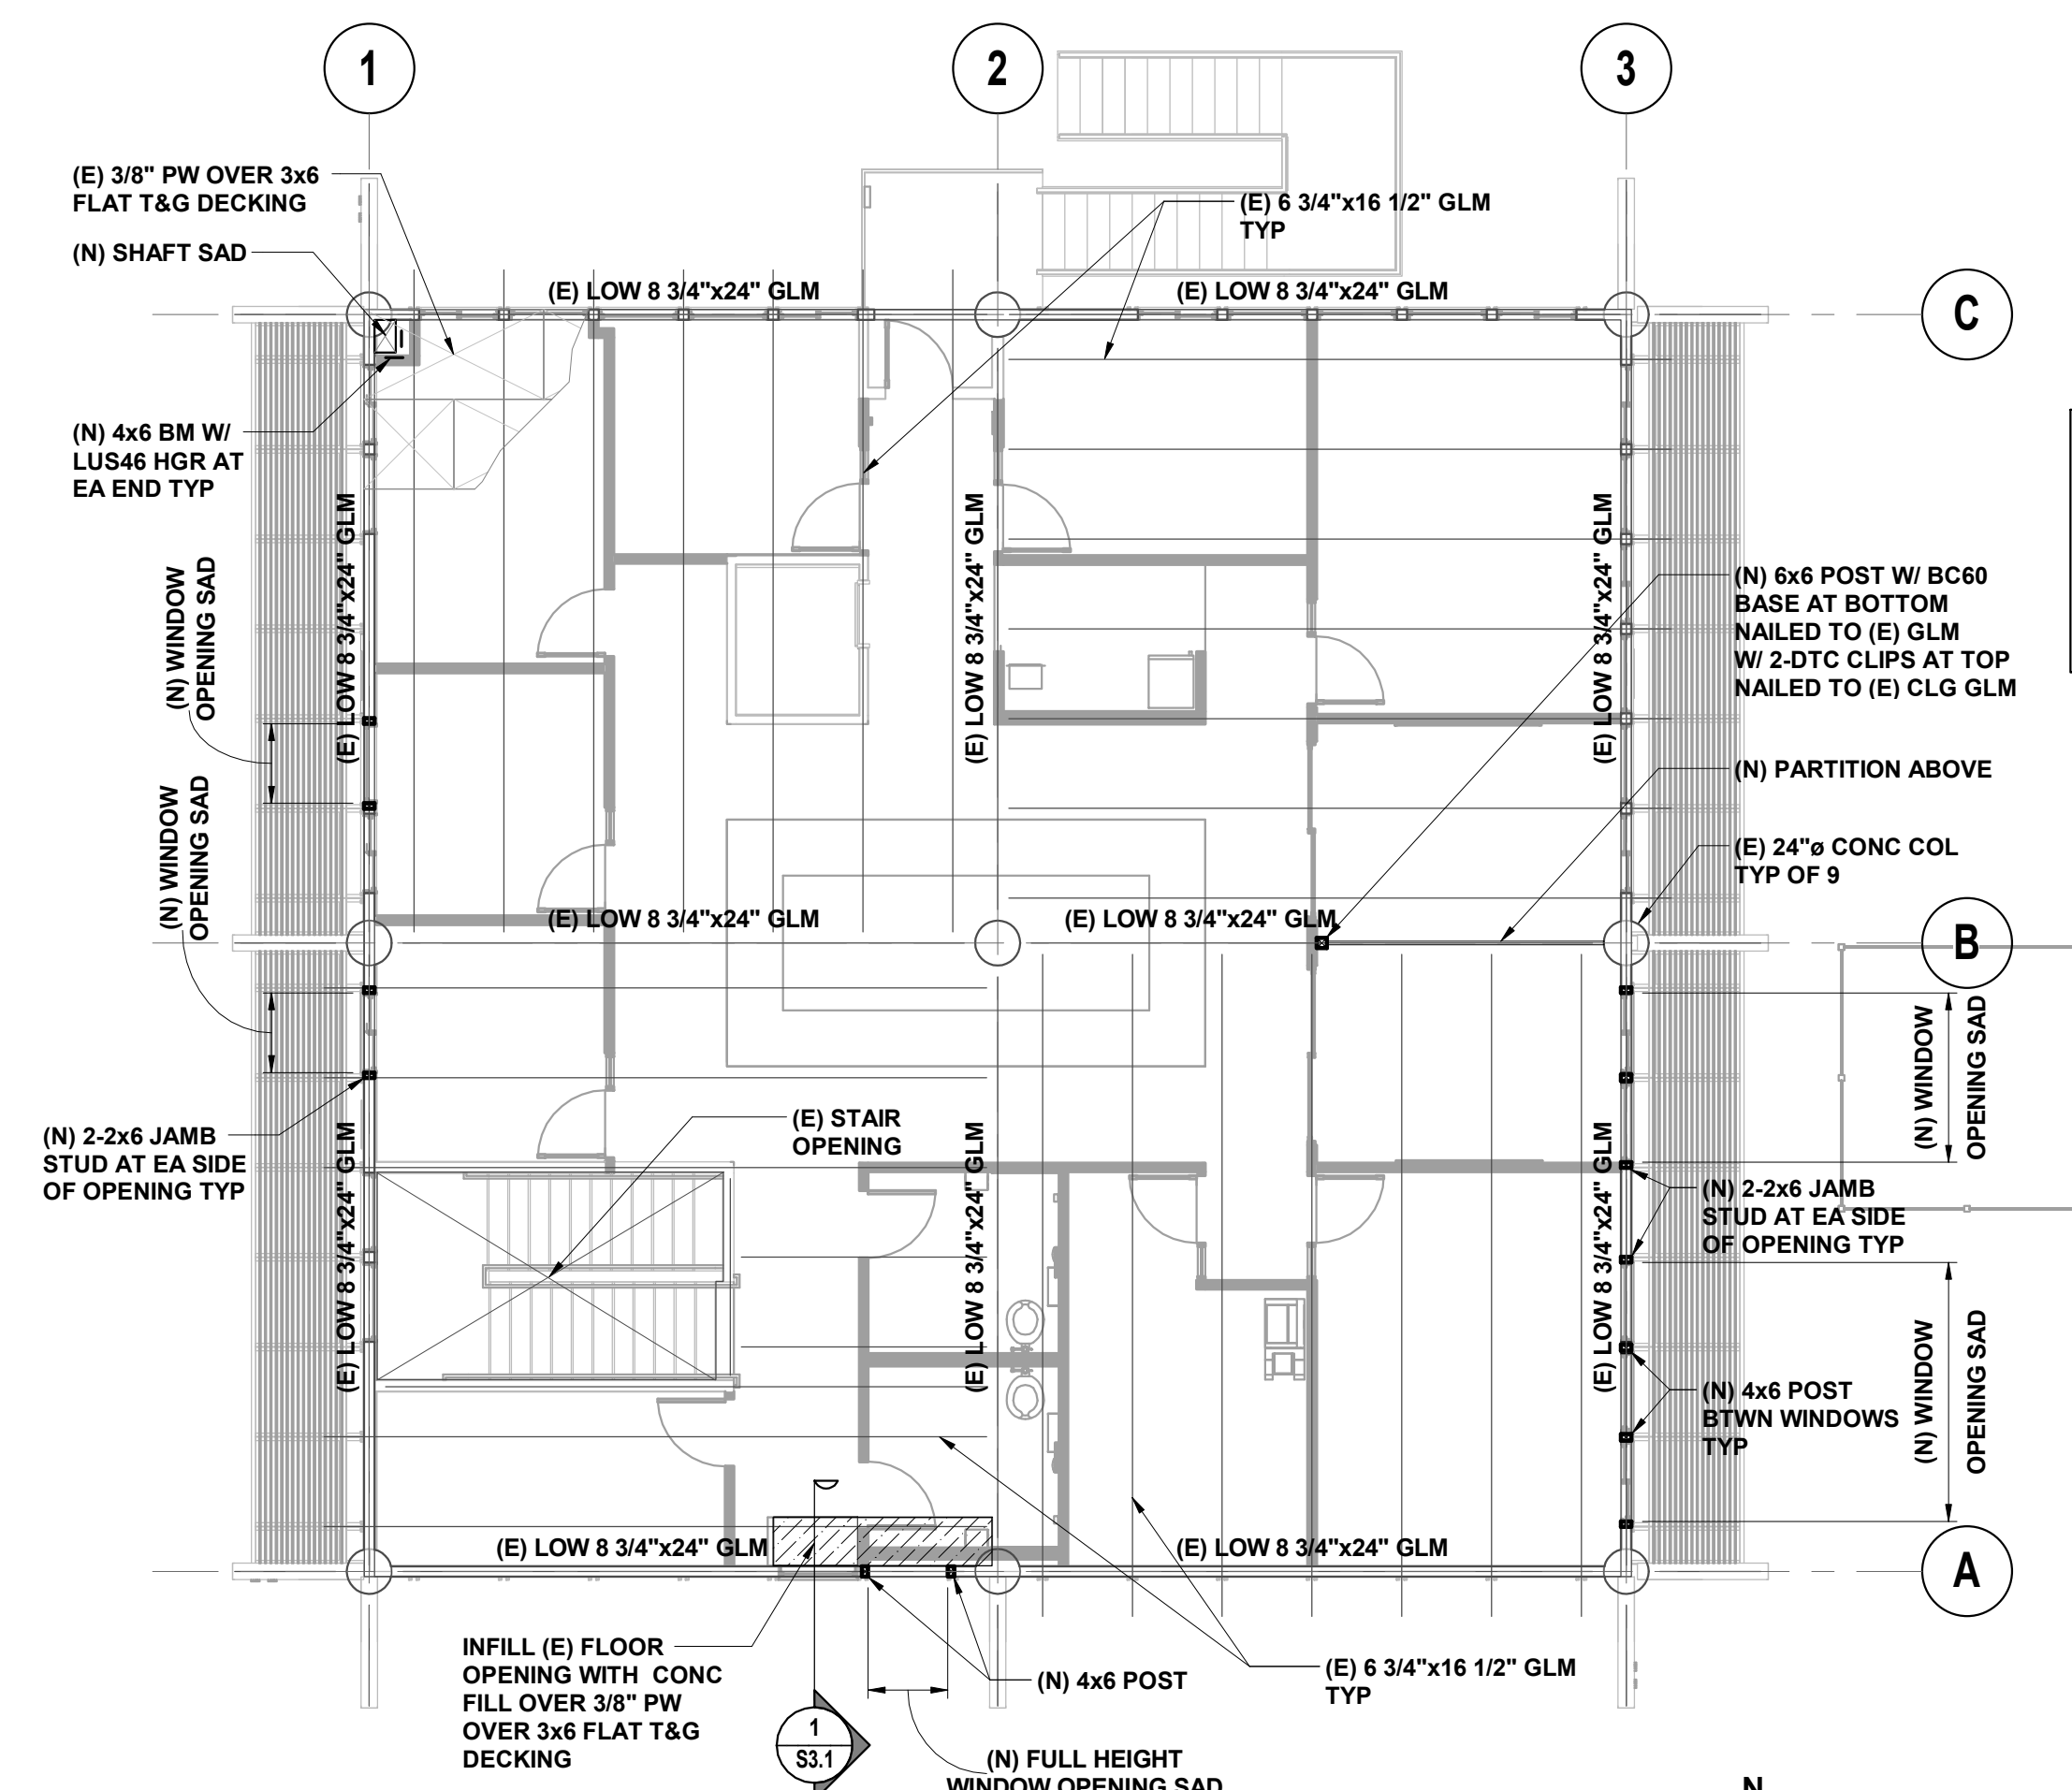 1
2
3
(E) 3/8" PW OVER 3x6
FLAT T&G DECKING
(N) SHAFT SAD
(E) 6 3/4"x16 1/2" GLM
TYP
(E) LOW 8 3/4"x24" GLM
(E) LOW 8 3/4"x24" GLM
C
(N) 4x6 BM W/
LUS46 HGR AT
EA END TYP
(E) LOW 8 3/4"x24" GLM
(E) LOW 8 3/4"x24" GLM
(E) LOW 8 3/4"x24" GLM
(N) WINDOW
OPENING SAD
(N) 6x6 POST W/ BC60
BASE AT BOTTOM
NAILED TO (E) GLM
W/ 2-DTC CLIPS AT TOP
NAILED TO (E) CLG GLM
(N) PARTITION ABOVE
(N) WINDOW
OPENING SAD
(E) 24"ø CONC COL
TYP OF 9
(E) LOW 8 3/4"x24" GLM
(E) LOW 8 3/4"x24" GLM
B
(N) WINDOW
OPENING SAD
(E) STAIR
OPENING
(N) 2-2x6 JAMB
STUD AT EA SIDE
OF OPENING TYP
(E) LOW 8 3/4"x24" GLM
(E) LOW 8 3/4"x24" GLM
(E) LOW 8 3/4"x24" GLM
(N) 2-2x6 JAMB
STUD AT EA SIDE
OF OPENING TYP
(N) WINDOW
OPENING SAD
(N) 4x6 POST
BTWN WINDOWS
TYP
(E) LOW 8 3/4"x24" GLM
(E) LOW 8 3/4"x24" GLM
A
INFILL (E) FLOOR
OPENING WITH CONC
FILL OVER 3/8" PW
OVER 3x6 FLAT T&G
DECKING
(N) 4x6 POST
(E) 6 3/4"x16 1/2" GLM
TYP
1
S3.1
(N) FULL HEIGHT
WINDOW OPENING SAD
N